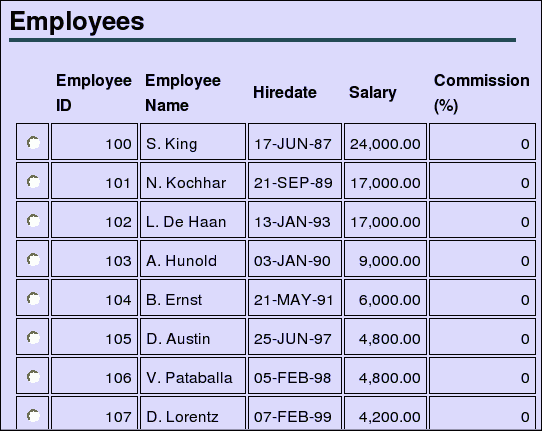 Employees
Employee ID Employee Name Hiredate Salary Commission (%)
100 S. King 17-JUN-87 24,000.00 0
101 N. Kochhar 21-SEP-89 17,000.00 0
102 L. De Haan 13-JAN-93 17,000.00 0
103 A. Hunold 03-JAN-90 9,000.00 0
104 B. Ernst 21-MAY-91 6,000.00 0
105 D. Austin 25-JUN-97 4,800.00 0
106 V. Pataballa 05-FEB-98 4,800.00 0
107 D. Lorentz 07-FEB-99 4,200.00 0